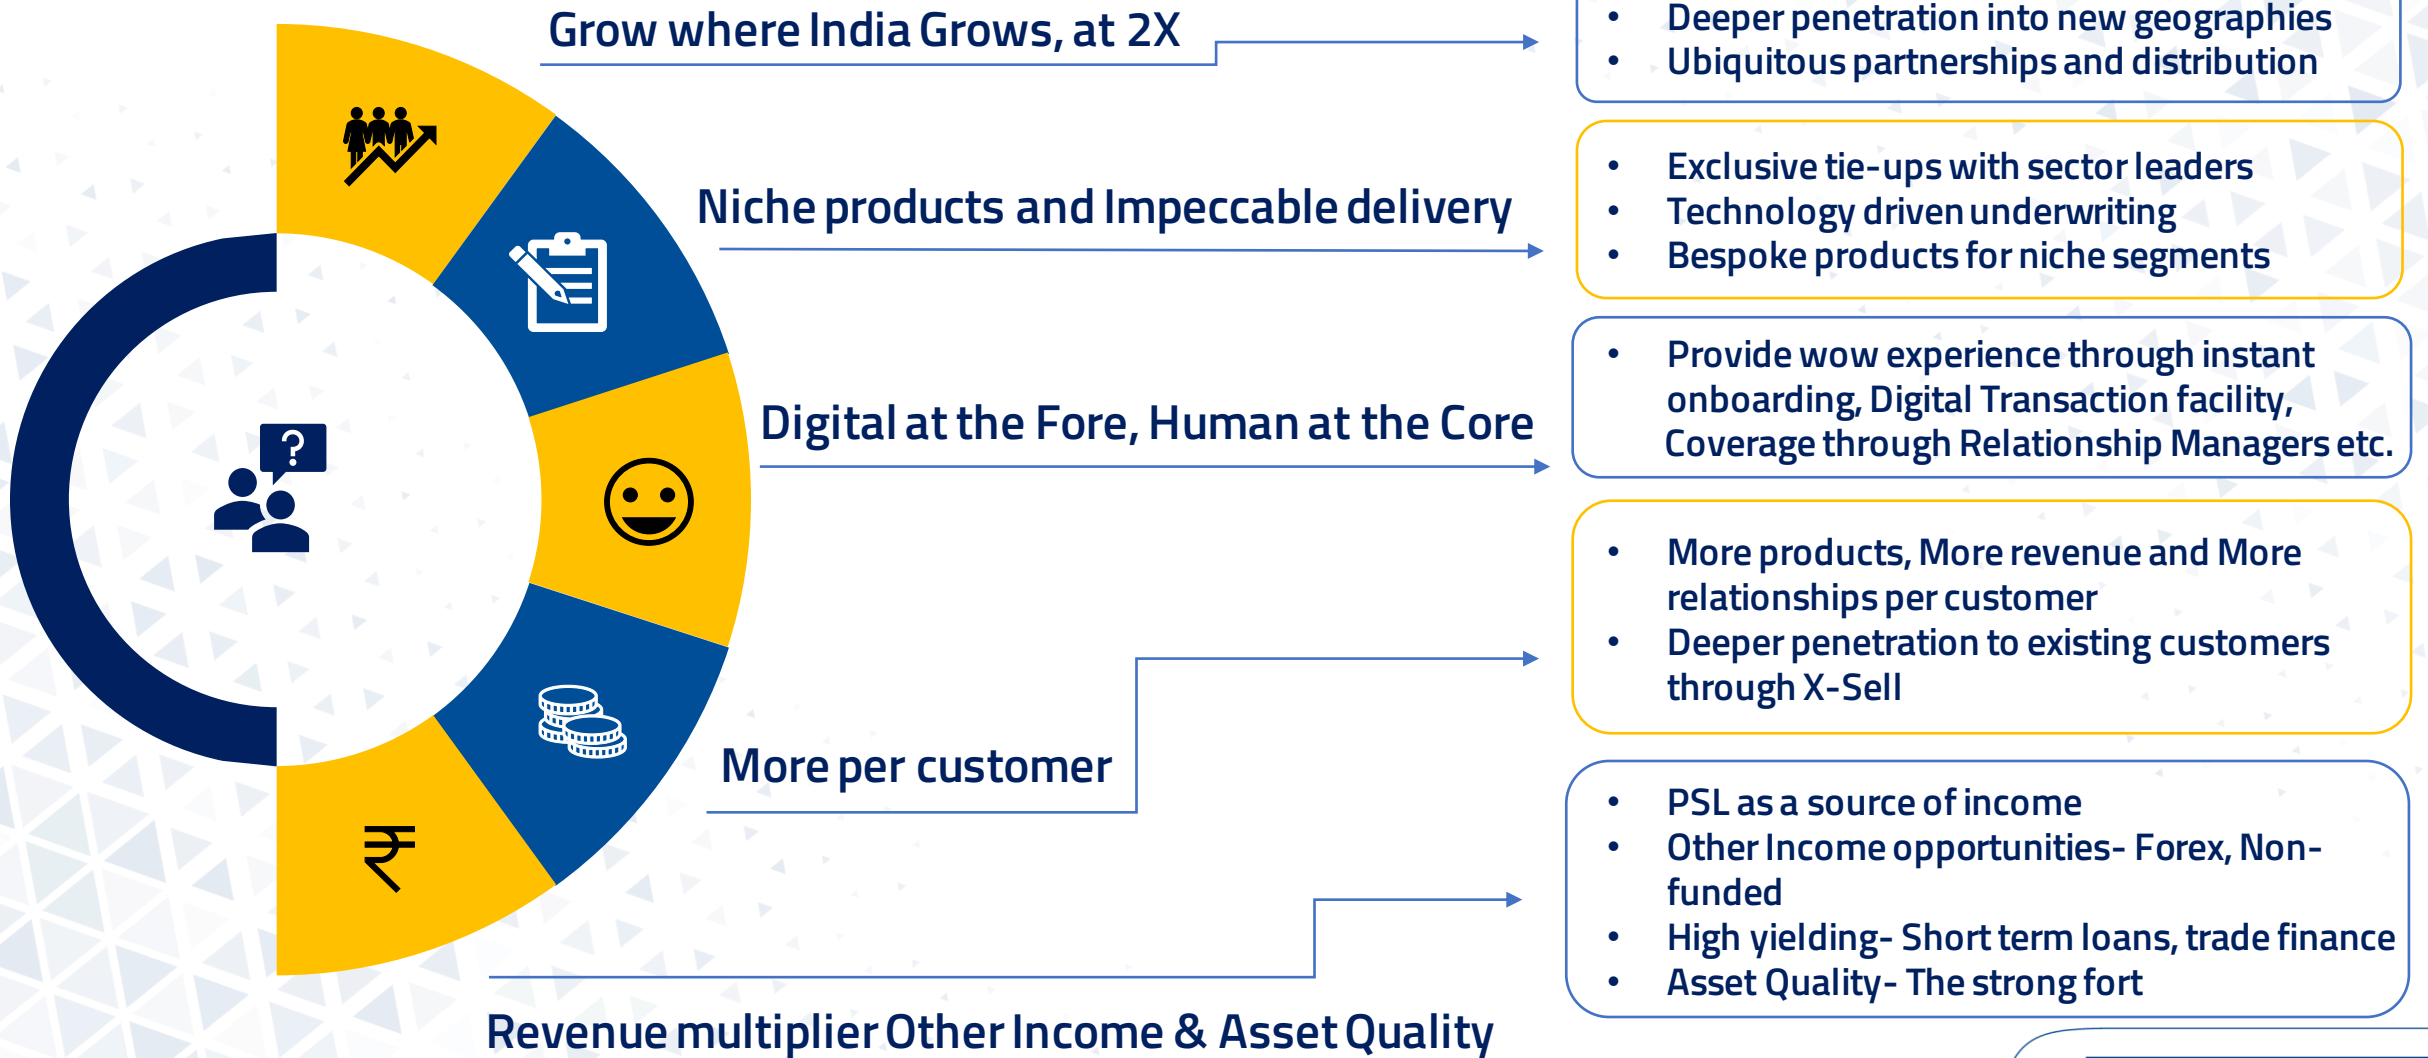 Grow where India Grows, at 2X
• Deeper penetration into new geographies
• Ubiquitous partnerships and distribution
Niche products and Impeccable delivery
• Exclusive tie-ups with sector leaders
• Technology driven underwriting
• Bespoke products for niche segments
Digital at the Fore, Human at the Core
• Provide wow experience through instant
onboarding, Digital Transaction facility,
Coverage through Relationship Managers etc.
More per customer
• More products, More revenue and More
relationships per customer
• Deeper penetration to existing customers
through X-Sell
Revenue multiplier Other Income & Asset Quality
• PSL as a source of income
• Other Income opportunities- Forex, Non-
funded
• High yielding- Short term loans, trade finance
• Asset Quality- The strong fort
?
₹